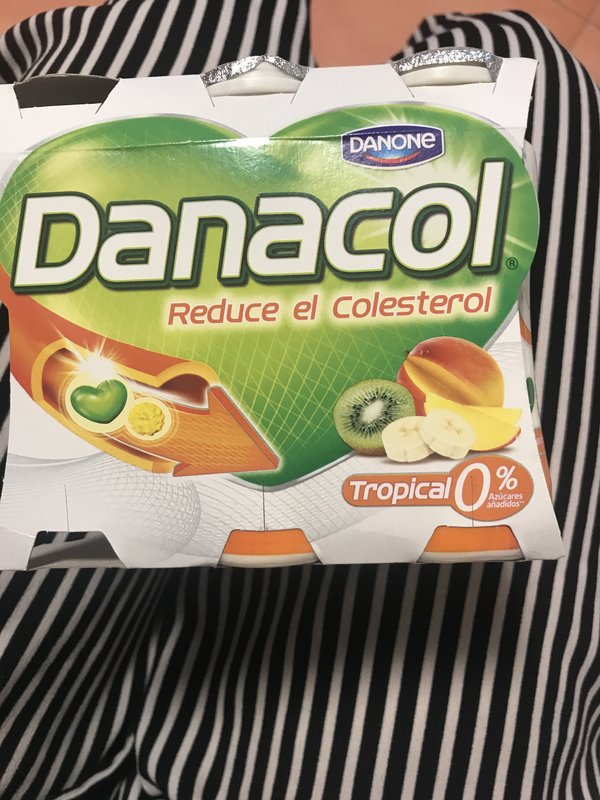 DANONE
Danacol®
Reduce el Colesterol
Tropical 0%
Azúcares
añadidos**